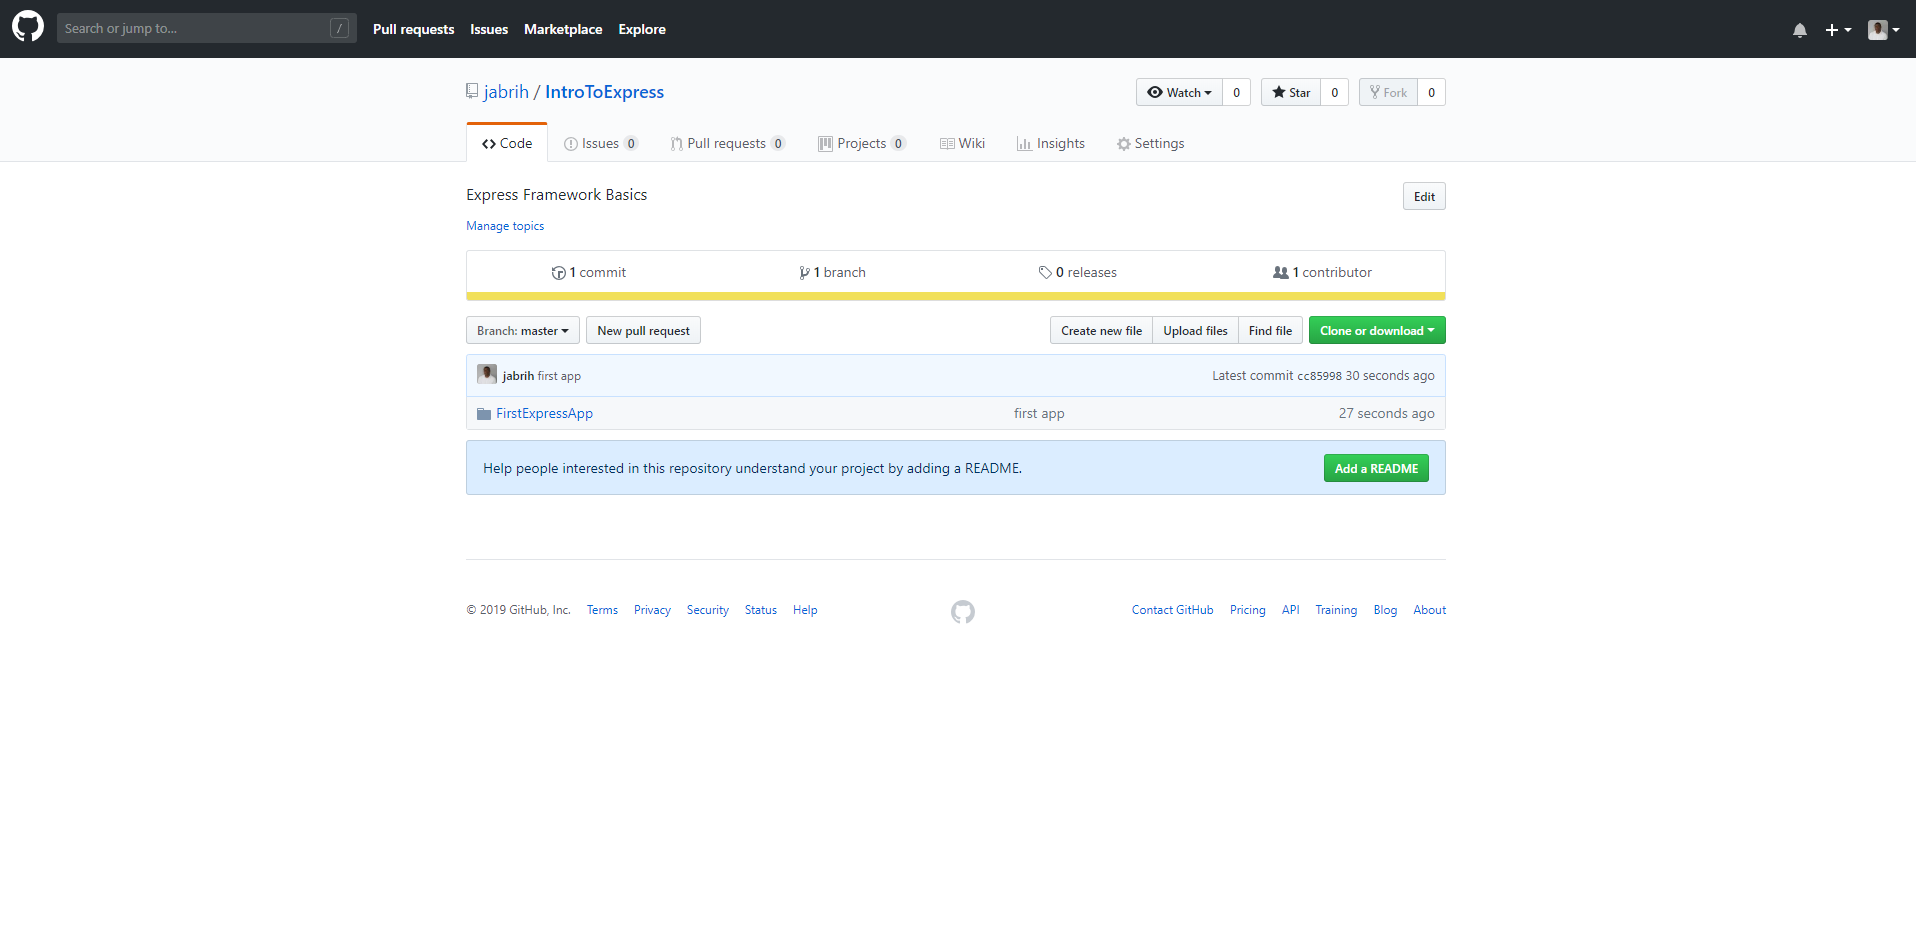 Search or jump to... / Pull requests Issues Marketplace Explore
jabrih / IntroToExpress Watch 0 Star 0 Fork 0
Code Issues 0 Pull requests 0 Projects 0 Wiki Insights Settings
Express Framework Basics Edit
Manage topics
1 commit 1 branch 0 releases 1 contributor
Branch: master New pull request Create new file Upload files Find file Clone or download
jabrih first app Latest commit cc85998 30 seconds ago
FirstExpressApp first app 27 seconds ago
Help people interested in this repository understand your project by adding a README. Add a README
© 2019 GitHub, Inc. Terms Privacy Security Status Help Contact GitHub Pricing API Training Blog About